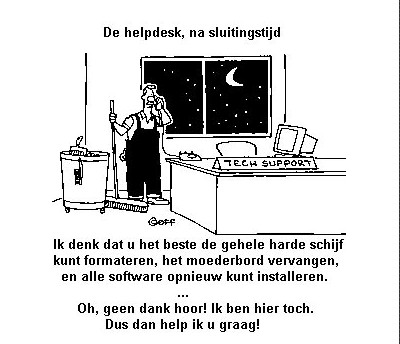 De helpdesk, na sluitingstijd
TECH SUPPORT
GOFF
Ik denk dat u het beste de gehele harde schijf
kunt formateren, het moederbord vervangen,
en alle software opnieuw kunt installeren.
...
Oh, geen dank hoor! Ik ben hier toch.
Dus dan help ik u graag!